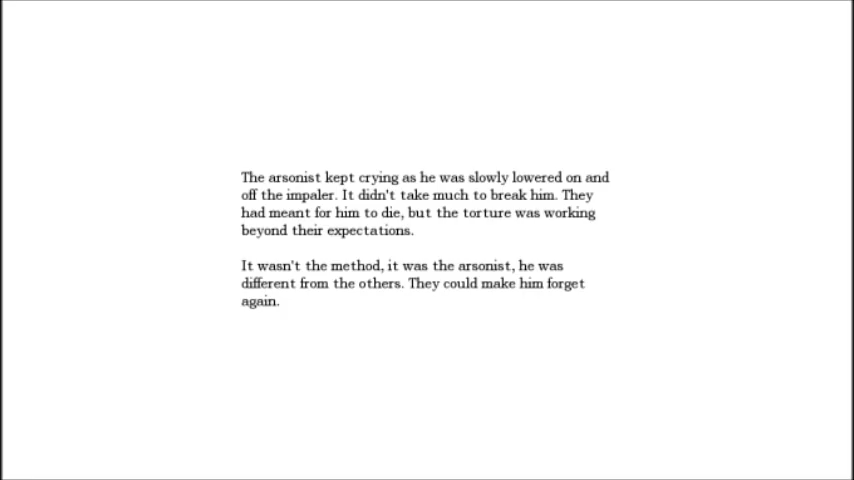 The arsonist kept crying as he was slowly lowered on and
off the impaler. It didn't take much to break him. They
had meant for him to die, but the torture was working
beyond their expectations.
It wasn't the method, it was the arsonist, he was
different from the others. They could make him forget
again.